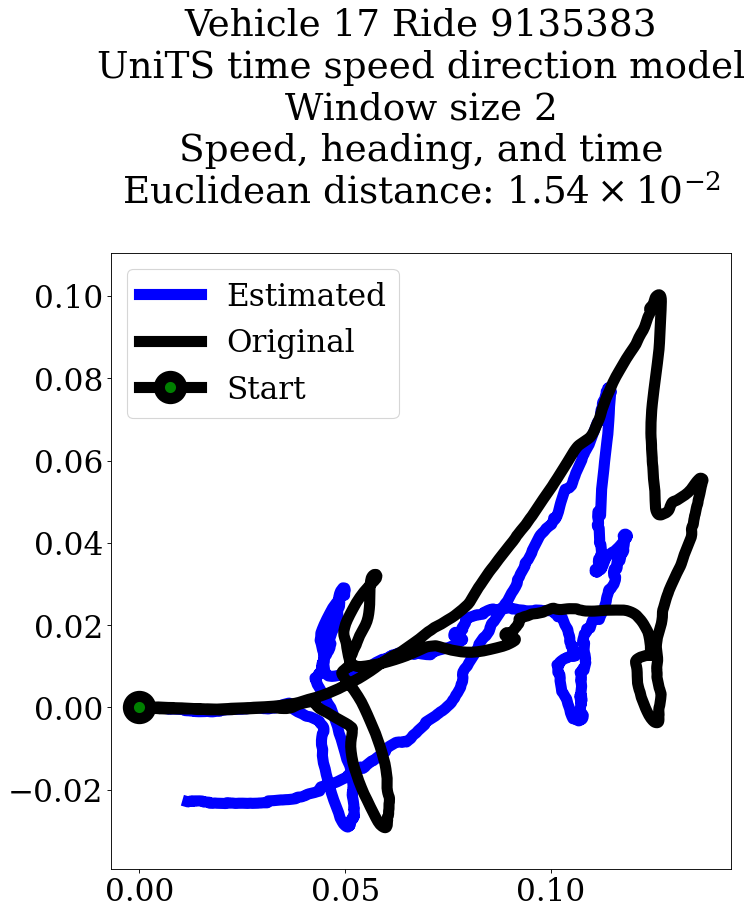 Vehicle 17 Ride 9135383
UniTS time speed direction model
Window size 2
Speed, heading, and time
Euclidean distance: 1.54 × 10⁻²
Estimated
Original
Start
0.10
0.08
0.06
0.04
0.02
0.00
−0.02
0.00 0.05 0.10